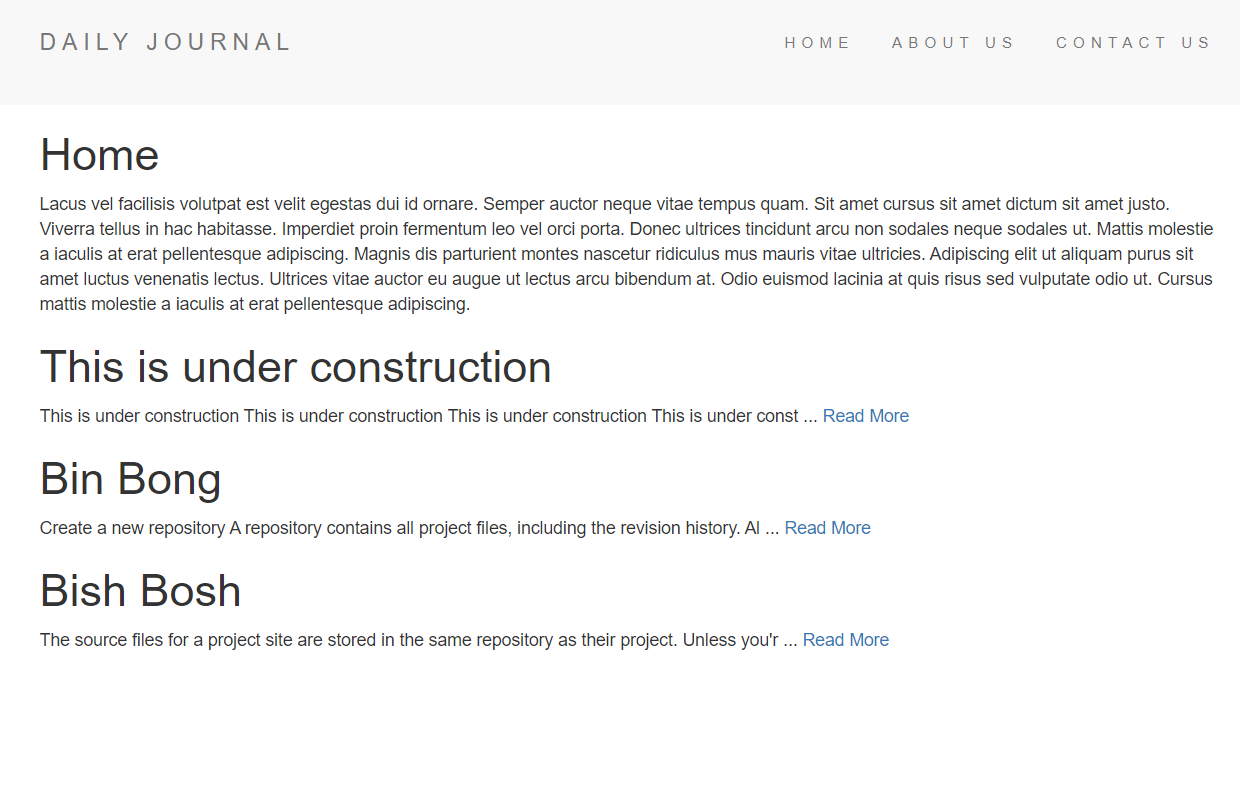 DAILY JOURNAL
HOME ABOUT US CONTACT US
Home
Lacus vel facilisis volutpat est velit egestas dui id ornare. Semper auctor neque vitae tempus quam. Sit amet cursus sit amet dictum sit amet justo.
Viverra tellus in hac habitasse. Imperdiet proin fermentum leo vel orci porta. Donec ultrices tincidunt arcu non sodales neque sodales ut. Mattis molestie
a iaculis at erat pellentesque adipiscing. Magnis dis parturient montes nascetur ridiculus mus mauris vitae ultricies. Adipiscing elit ut aliquam purus sit
amet luctus venenatis lectus. Ultrices vitae auctor eu augue ut lectus arcu bibendum at. Odio euismod lacinia at quis risus sed vulputate odio ut. Cursus
mattis molestie a iaculis at erat pellentesque adipiscing.
This is under construction
This is under construction This is under construction This is under construction This is under const ... Read More
Bin Bong
Create a new repository A repository contains all project files, including the revision history. Al ... Read More
Bish Bosh
The source files for a project site are stored in the same repository as their project. Unless you'r ... Read More